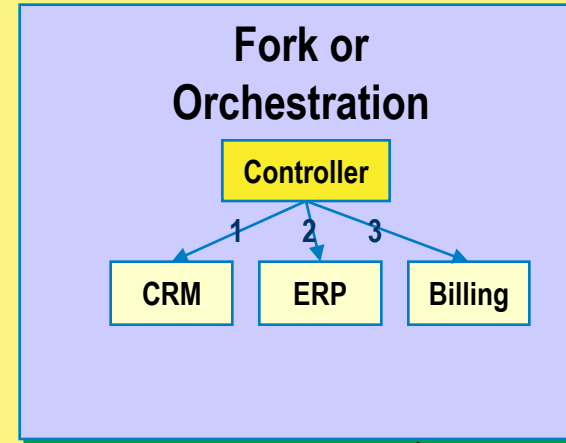 Fork or
Orchestration
Controller
1 2 3
CRM ERP Billing